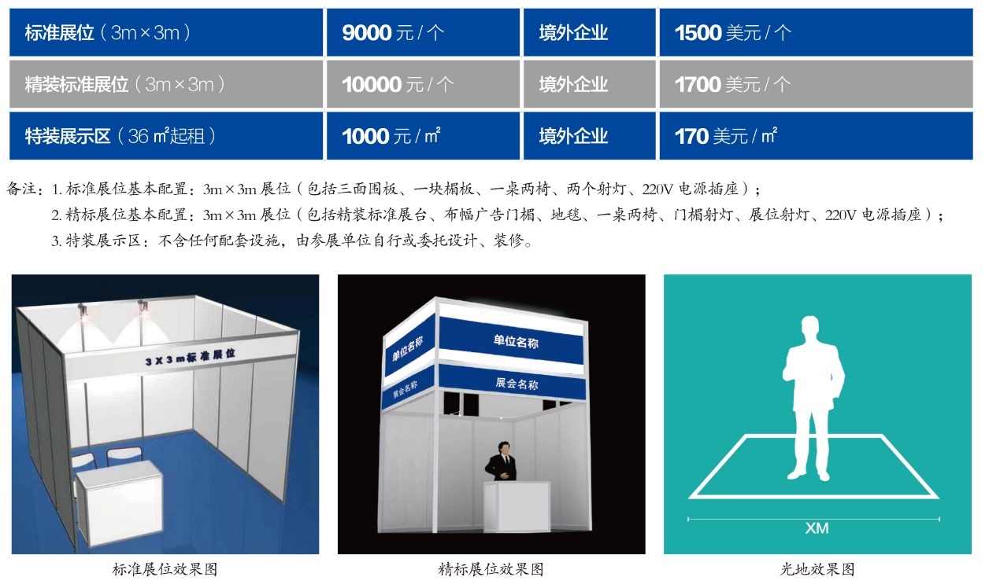 标准展位（3m×3m） 9000 元 / 个 境外企业 1500 美元 / 个
精装标准展位（3m×3m） 10000 元 / 个 境外企业 1700 美元 / 个
特装展示区（36 ㎡起租） 1000 元 / ㎡ 境外企业 170 美元 / ㎡
备注：1. 标准展位基本配置：3m×3m 展位（包括三面围板、一块楣板、一桌两椅、两个射灯、220V 电源插座）；
2. 精标展位基本配置：3m×3m 展位（包括精装标准展台、布幅广告门楣、地毯、一桌两椅、门楣射灯、展位射灯、220V 电源插座）；
3. 特装展示区：不含任何配套设施，由参展单位自行或委托设计、装修。
3X3m标准展位
单位名称 单位名称
展会名称 展会名称
XM
标准展位效果图 精标展位效果图 光地效果图